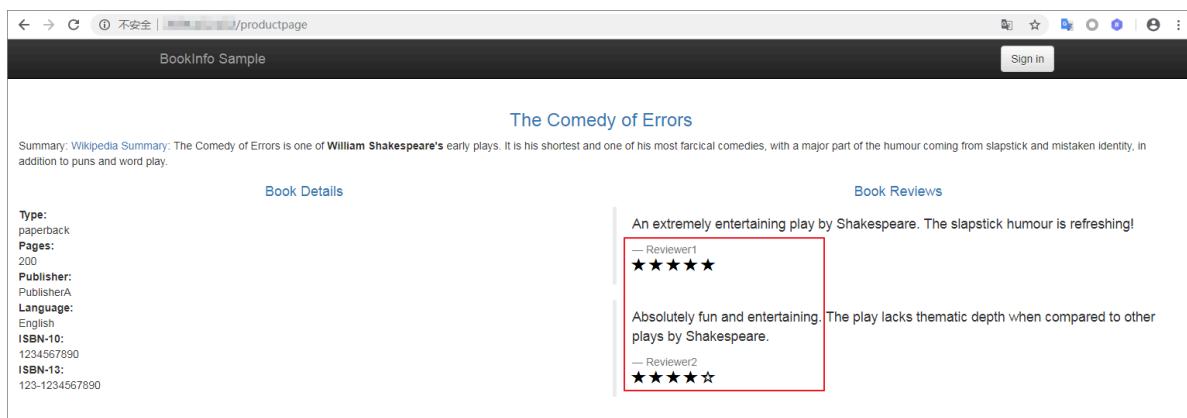 不安全 | /productpage
BookInfo Sample
Sign in
The Comedy of Errors
Summary: Wikipedia Summary: The Comedy of Errors is one of William Shakespeare's early plays. It is his shortest and one of his most farcical comedies, with a major part of the humour coming from slapstick and mistaken identity, in
addition to puns and word play.
Book Details
Type:
paperback
Pages:
200
Publisher:
PublisherA
Language:
English
ISBN-10:
1234567890
ISBN-13:
123-1234567890
Book Reviews
An extremely entertaining play by Shakespeare. The slapstick humour is refreshing!
— Reviewer1
★★★★★
Absolutely fun and entertaining. The play lacks thematic depth when compared to other
plays by Shakespeare.
— Reviewer2
★★★★☆